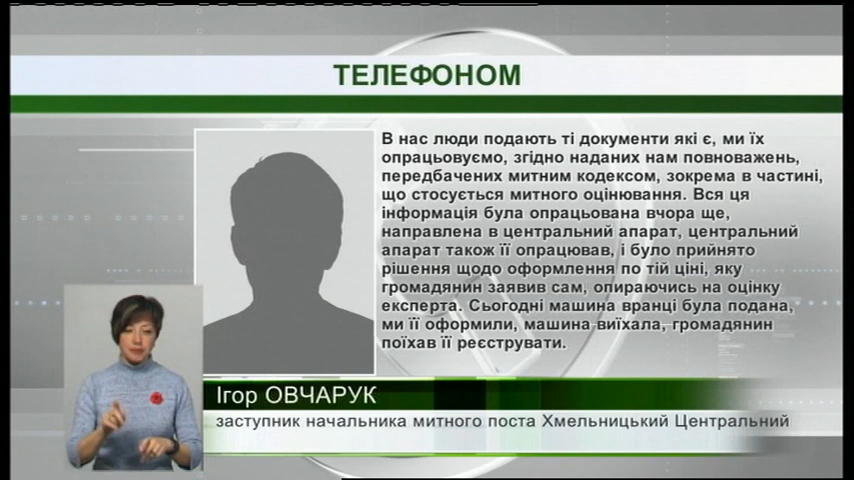 ТЕЛЕФОНОМ
В нас люди подають ті документи які є, ми їх
опрацьовуємо, згідно наданих нам повноважень,
передбачених митним кодексом, зокрема в частині,
що стосується митного оцінювання. Вся ця
інформація була опрацьована вчора ще,
направлена в центральний апарат, центральний
апарат також її опрацював, і було прийнято
рішення щодо оформлення по тій ціні, яку
громадянин заявив сам, опираючись на оцінку
експерта. Сьогодні машина вранці була подана,
ми її оформили, машина виїхала, громадянин
поїхав її реєструвати.
Ігор ОВЧАРУК
заступник начальника митного поста Хмельницький Центральний